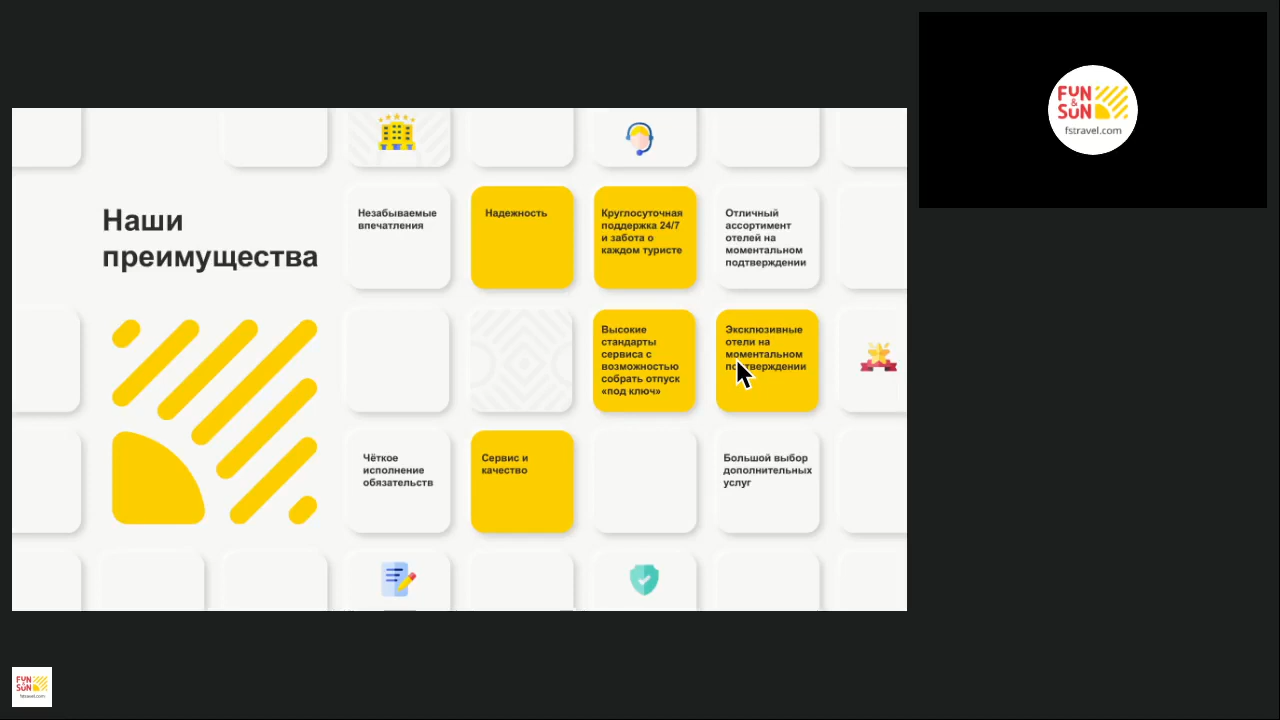 Наши
преимущества
Незабываемые
впечатления
Надежность
Круглосуточная
поддержка 24/7
и забота о
каждом туристе
Отличный
ассортимент
отелей на
моментальном
подтверждении
Высокие
стандарты
сервиса с
возможностью
собрать отпуск
«под ключ»
Эксклюзивные
отели на
моментальном
подтверждении
Чёткое
исполнение
обязательств
Сервис и
качество
Большой выбор
дополнительных
услуг
FUN
&
SUN
fstravel.com
FUN
&
SUN
fstravel.com